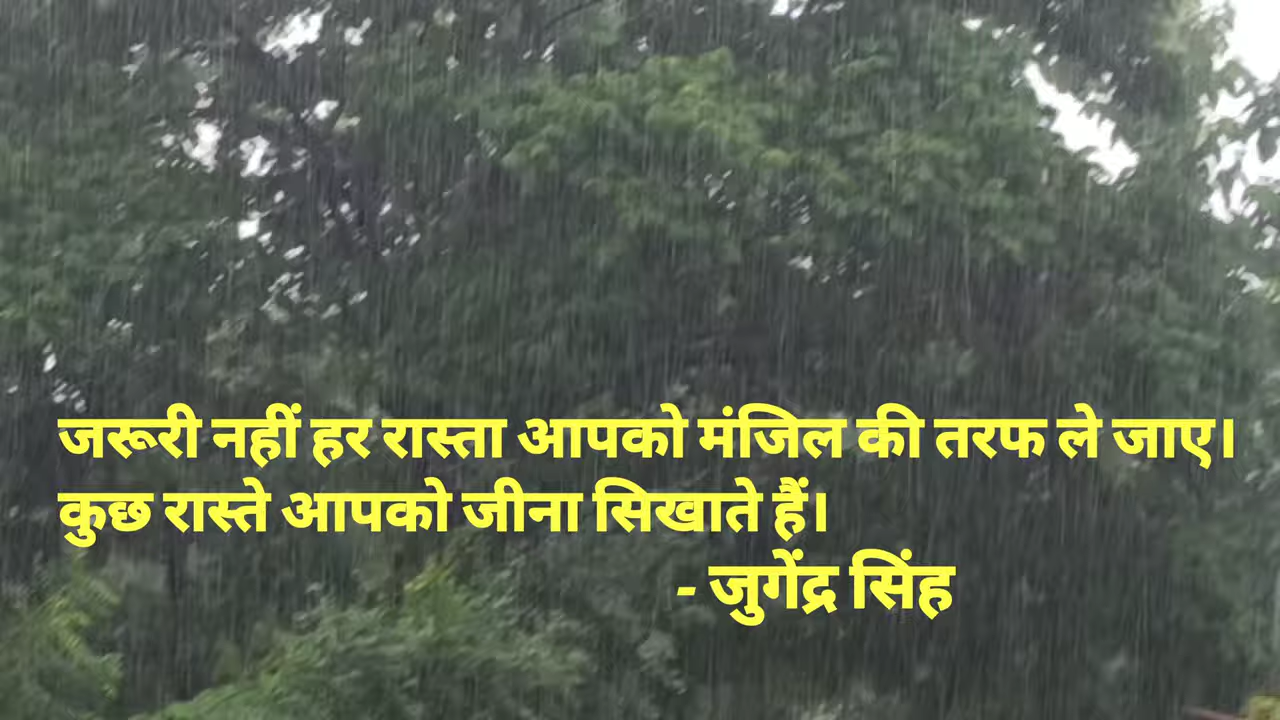 जरूरी नहीं हर रास्ता आपको मंजिल की तरफ ले जाए।
कुछ रास्ते आपको जीना सिखाते हैं।
- जुगेंद्र सिंह